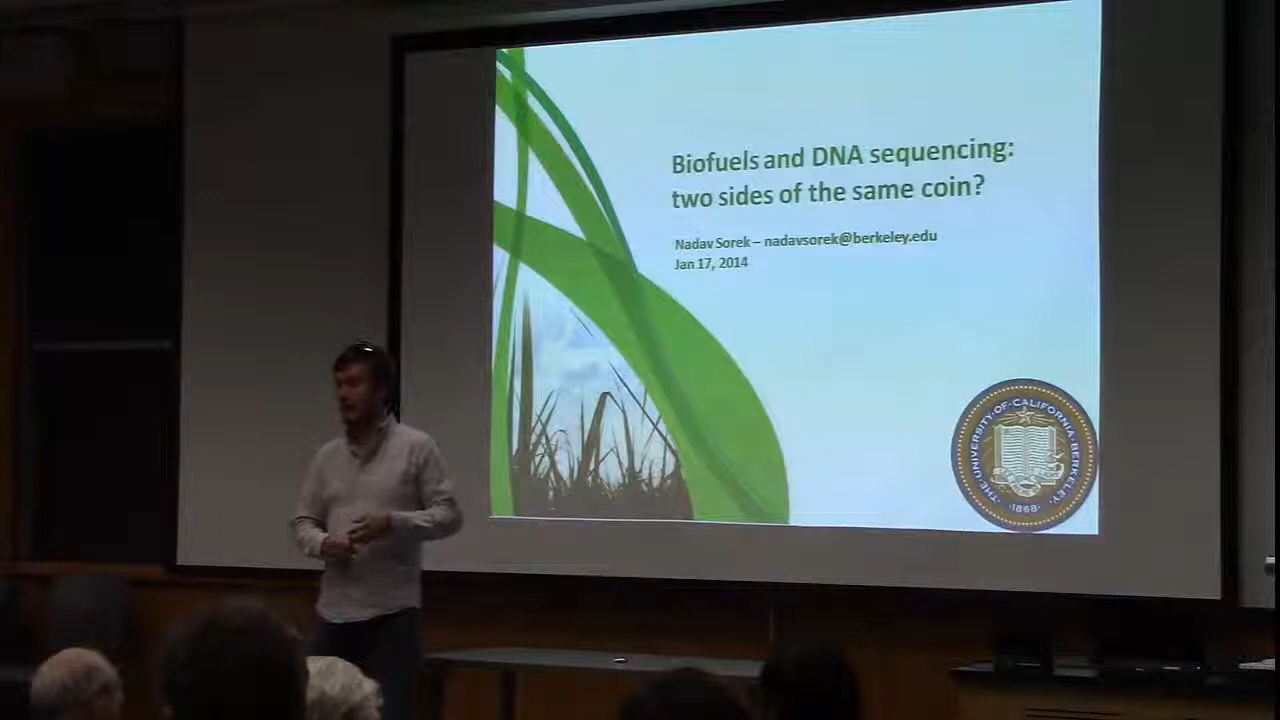 Biofuels and DNA sequencing:
two sides of the same coin?
Nadav Sorek – nadavsorek@berkeley.edu
Jan 17, 2014
THE·UNIVERSITY·OF·CALIFORNIA·BERKELEY·
·1868·